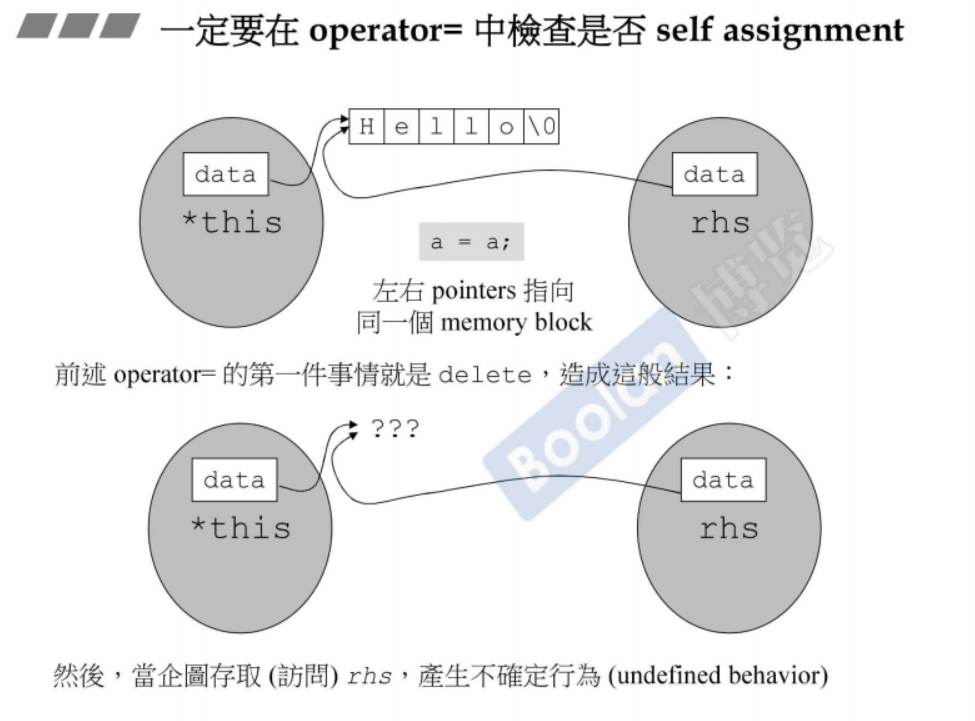 一定要在 operator= 中檢查是否 self assignment
H e l l o \0
data
data
*this
rhs
a = a;
左右 pointers 指向
同一個 memory block
博览
Boolan
前述 operator= 的第一件事情就是 delete，造成這般結果：
???
data
data
*this
rhs
然後，當企圖存取 (訪問) rhs，產生不確定行為 (undefined behavior)